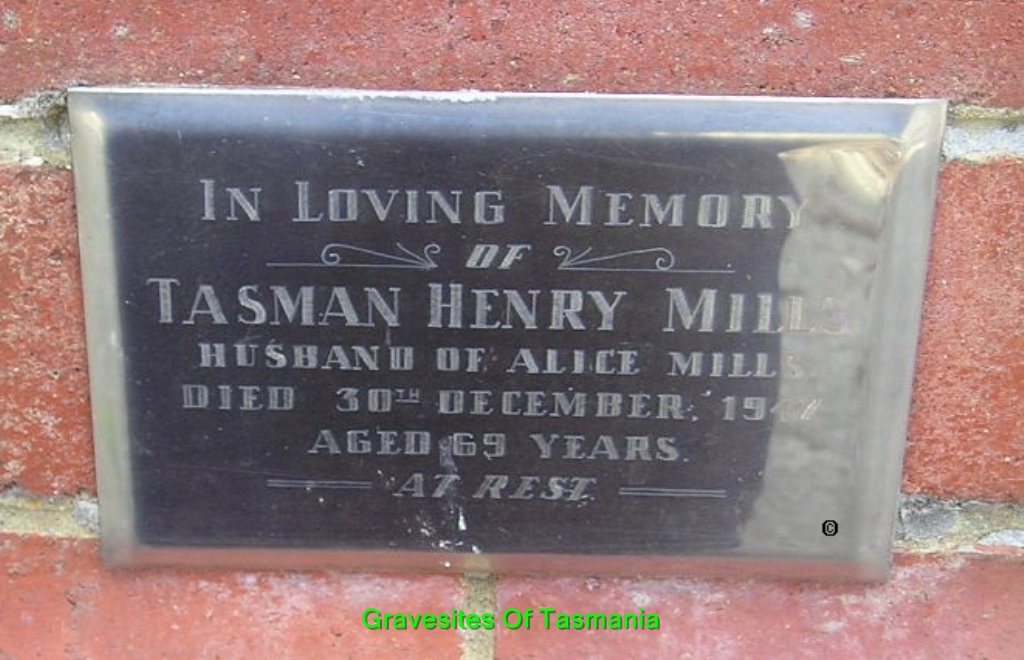 IN LOVING MEMORY
OF
TASMAN HENRY MILLS
HUSBAND OF ALICE MILLS.
DIED 30TH DECEMBER, 
AGED 69 YEARS.
AT REST
©
Gravesites Of Tasmania